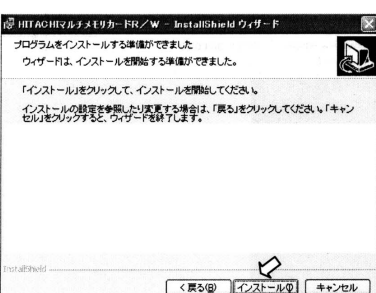 HITACHIマルチメモリカードR／W - InstallShield ウィザード
プログラムをインストールする準備ができました
ウィザードは、インストールを開始する準備ができました。
「インストール」をクリックして、インストールを開始してください。
インストールの設定を参照したり変更する場合は、「戻る」をクリックしてください。「キャン
セル」をクリックすると、ウィザードを終了します。
InstallShield
< 戻る(B)
インストール(I)
キャンセル